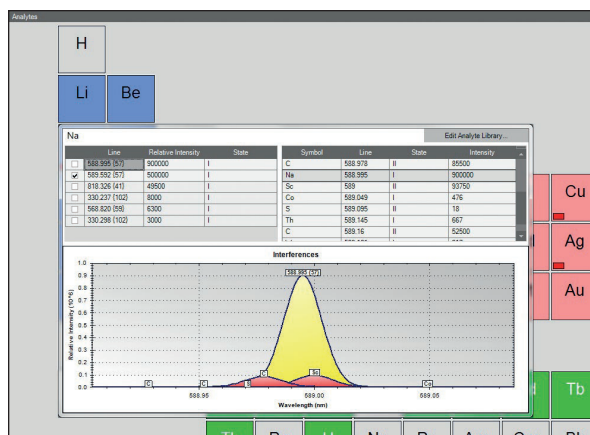 Analytes
H
Li Be
Na Edit Analyte Library...
Line Relative Intensity State Symbol Line State Intensity
588.995 {57} 900000 I C 588.978 II 85500
589.592 {57} 500000 I Na 588.995 I 900000
818.326 {41} 49500 I Sc 589 II 93750
330.237 {102} 8000 I Co 589.049 I 476
568.820 {59} 6300 I S 589.095 II 18
330.298 {102} 3000 I Th 589.145 I 667
C 589.16 II 52500
Cu
Ag
Au
Interferences
Relative Intensity (10^6)
1.0
0.9
0.8
0.7
0.6
0.5
0.4
0.3
0.2
0.1
0.0
588.995 {57}
C C S C Sc Co
588.95 589.00 589.05
Wavelength (nm)
Tb